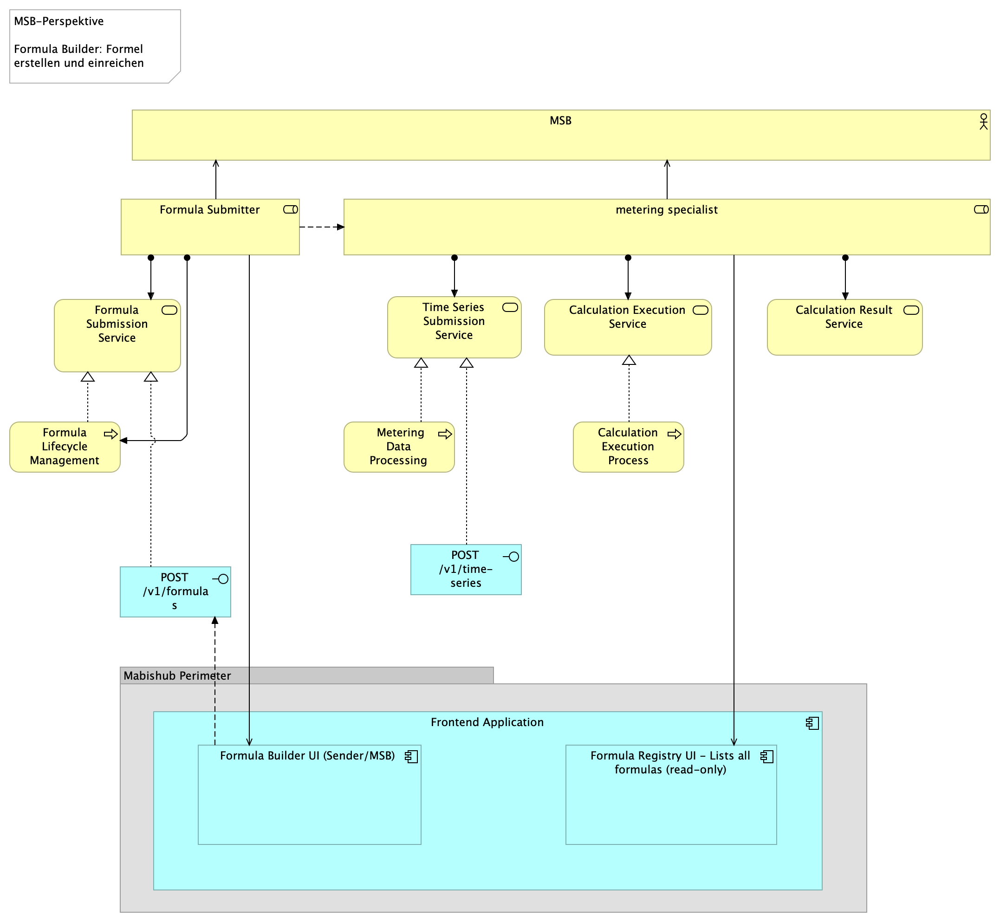 MSB-Perspektive
Formula Builder: Formel
erstellen und einreichen
MSB
Formula Submitter
metering specialist
Formula
Submission
Service
Time Series
Submission
Service
Calculation Execution
Service
Calculation Result
Service
Formula
Lifecycle
Management
Metering
Data
Processing
Calculation
Execution
Process
POST
/v1/time-
series
POST
/v1/formula
s
Mabishub Perimeter
Frontend Application
Formula Builder UI (Sender/MSB)
Formula Registry UI - Lists all
formulas (read-only)